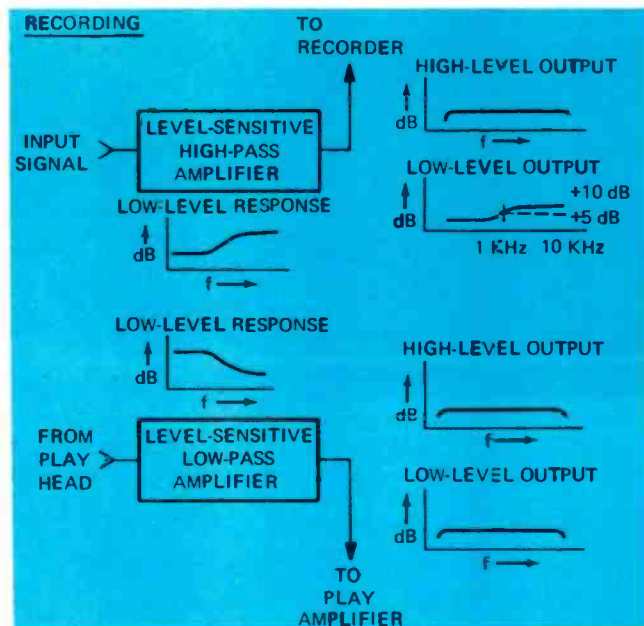 RECORDING
TO
RECORDER
INPUT
SIGNAL
LEVEL-SENSITIVE
HIGH-PASS
AMPLIFIER
HIGH-LEVEL OUTPUT
dB
f
LOW-LEVEL OUTPUT
dB
+10 dB
+5 dB
1 KHz 10 KHz
LOW-LEVEL RESPONSE
dB
f
LOW-LEVEL RESPONSE
dB
f
FROM
PLAY
HEAD
LEVEL-SENSITIVE
LOW-PASS
AMPLIFIER
TO
PLAY
AMPLIFIER
HIGH-LEVEL OUTPUT
dB
f
LOW-LEVEL OUTPUT
dB
f